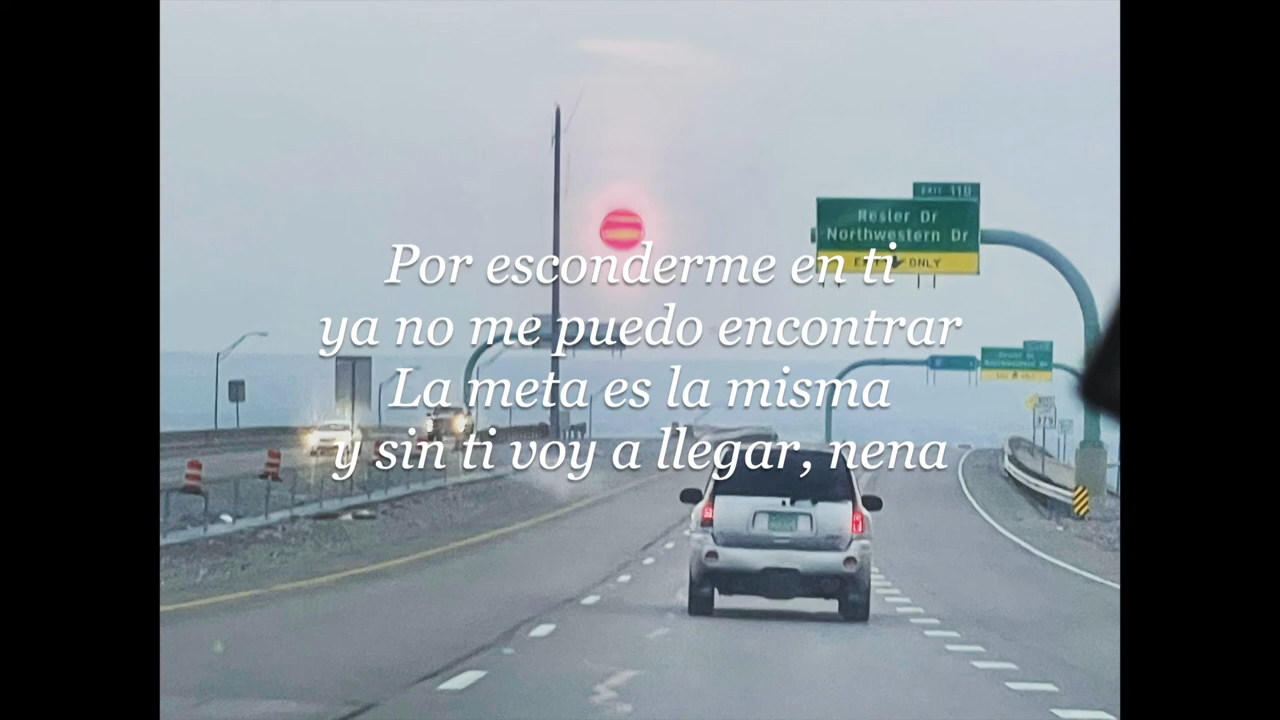 EXIT 11B
Resler Dr
Northwestern Dr
ONLY
Por esconderme en ti
ya no me puedo encontrar
La meta es la misma
y sin ti voy a llegar, nena